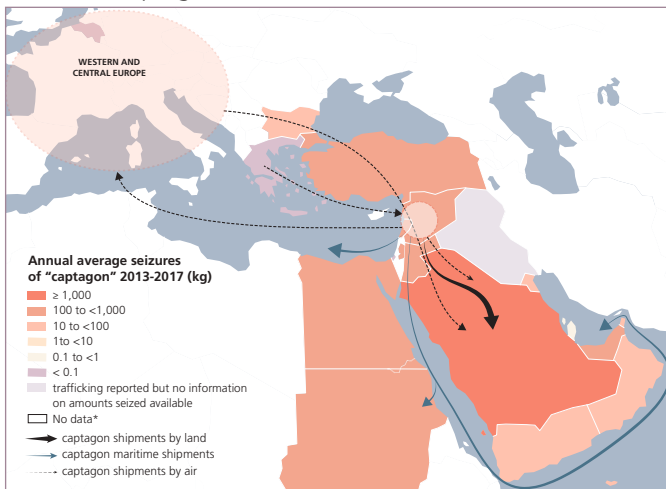 WESTERN AND
CENTRAL EUROPE
Annual average seizures
of “captagon” 2013-2017 (kg)
≥ 1,000
100 to <1,000
10 to <100
1to <10
0.1 to <1
< 0.1
trafficking reported but no information
on amounts seized available
No data*
captagon shipments by land
captagon maritime shipments
captagon shipments by air